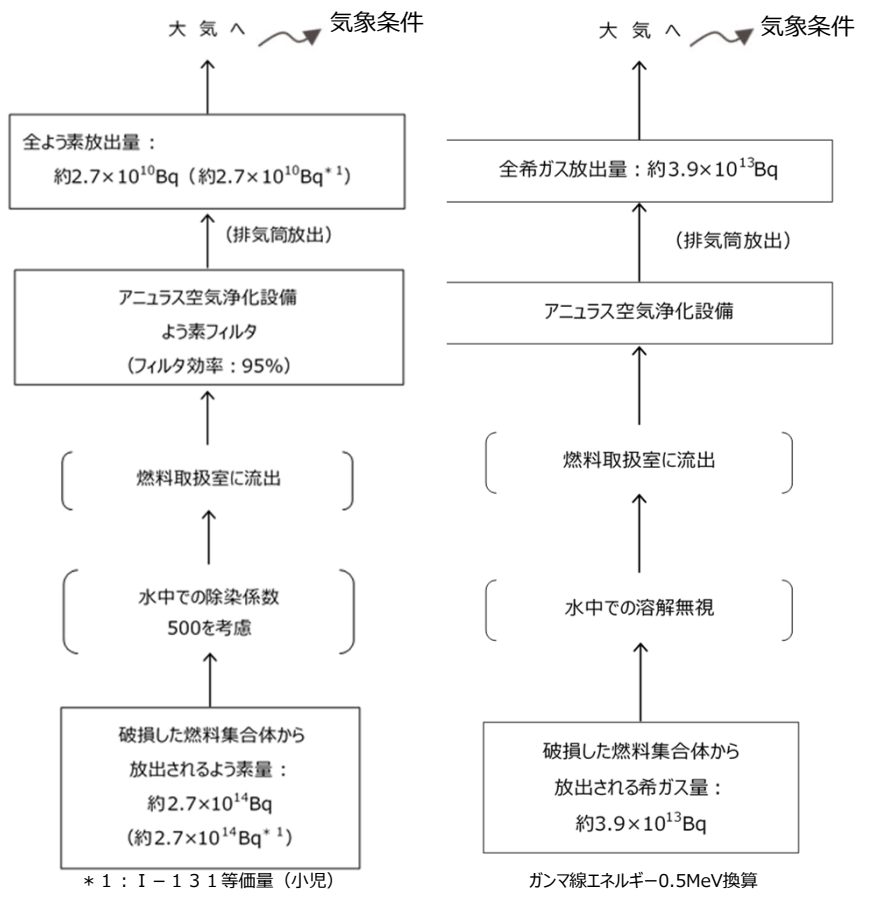 大 気 へ
気象条件
全よう素放出量：
約2.7×10¹⁰Bq（約2.7×10¹⁰Bq*¹）
（排気筒放出）
アニュラス空気浄化設備
よう素フィルタ
（フィルタ効率：95%）
燃料取扱室に流出
水中での除染係数
500を考慮
破損した燃料集合体から
放出されるよう素量：
約2.7×10¹⁴Bq
（約2.7×10¹⁴Bq*¹）
＊１：Ｉ－１３１等価量（小児）
大 気 へ
気象条件
全希ガス放出量：約3.9×10¹³Bq
（排気筒放出）
アニュラス空気浄化設備
燃料取扱室に流出
水中での溶解無視
破損した燃料集合体から
放出される希ガス量：
約3.9×10¹³Bq
ガンマ線エネルギー0.5MeV換算